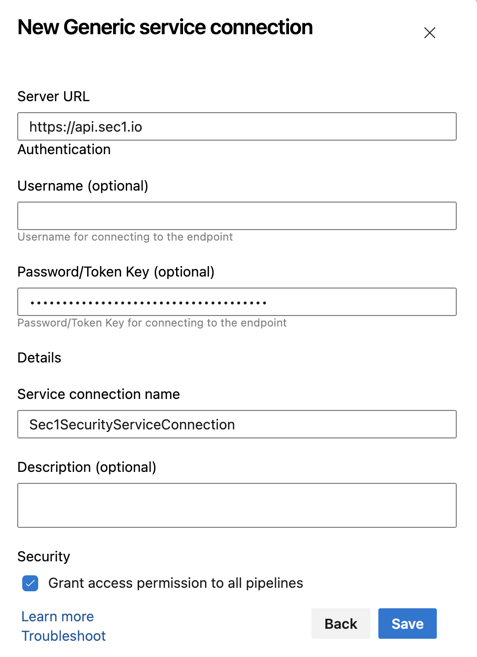 New Generic service connection
Server URL
https://api.sec1.io
Authentication
Username (optional)
Username for connecting to the endpoint
Password/Token Key (optional)
•••••••••••••••••••••••••••••••••••••
Password/Token Key for connecting to the endpoint
Details
Service connection name
Sec1SecurityServiceConnection
Description (optional)
Security
Grant access permission to all pipelines
Learn more
Troubleshoot
Back
Save